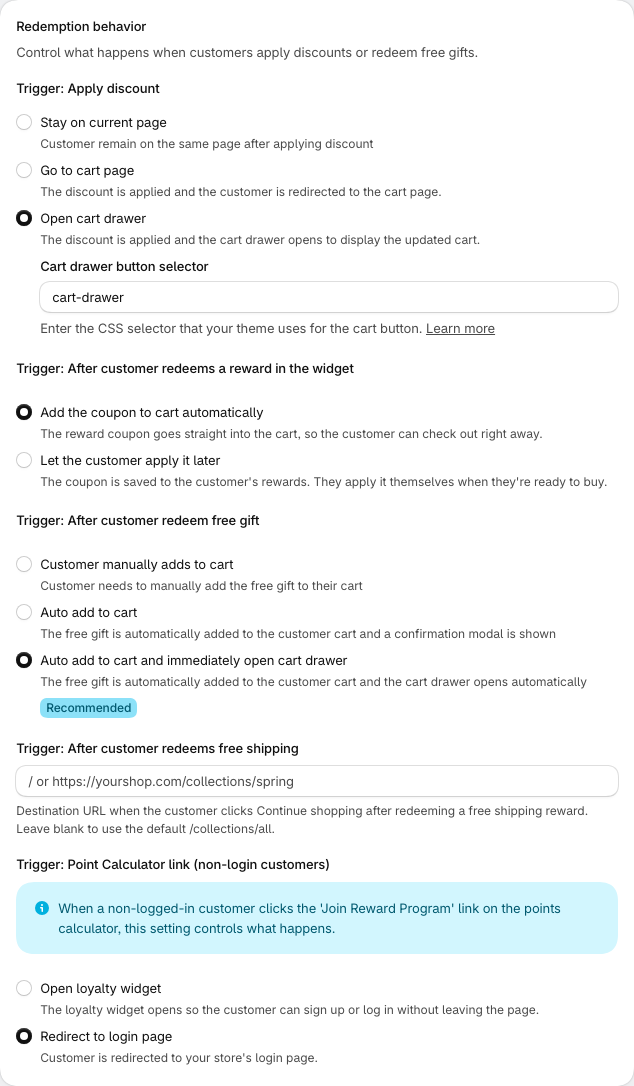 Redemption behavior
Control what happens when customers apply discounts or redeem free gifts.
Trigger: Apply discount
Stay on current page
Customer remain on the same page after applying discount
Go to cart page
The discount is applied and the customer is redirected to the cart page.
Open cart drawer
The discount is applied and the cart drawer opens to display the updated cart.
Cart drawer button selector
cart-drawer
Enter the CSS selector that your theme uses for the cart button. Learn more
Trigger: After customer redeems a reward in the widget
Add the coupon to cart automatically
The reward coupon goes straight into the cart, so the customer can check out right away.
Let the customer apply it later
The coupon is saved to the customer's rewards. They apply it themselves when they're ready to buy.
Trigger: After customer redeem free gift
Customer manually adds to cart
Customer needs to manually add the free gift to their cart
Auto add to cart
The free gift is automatically added to the customer cart and a confirmation modal is shown
Auto add to cart and immediately open cart drawer
The free gift is automatically added to the customer cart and the cart drawer opens automatically
Recommended
Trigger: After customer redeems free shipping
/ or https://yourshop.com/collections/spring
Destination URL when the customer clicks Continue shopping after redeeming a free shipping reward.
Leave blank to use the default /collections/all.
Trigger: Point Calculator link (non-login customers)
When a non-logged-in customer clicks the 'Join Reward Program' link on the points
calculator, this setting controls what happens.
Open loyalty widget
The loyalty widget opens so the customer can sign up or log in without leaving the page.
Redirect to login page
Customer is redirected to your store's login page.